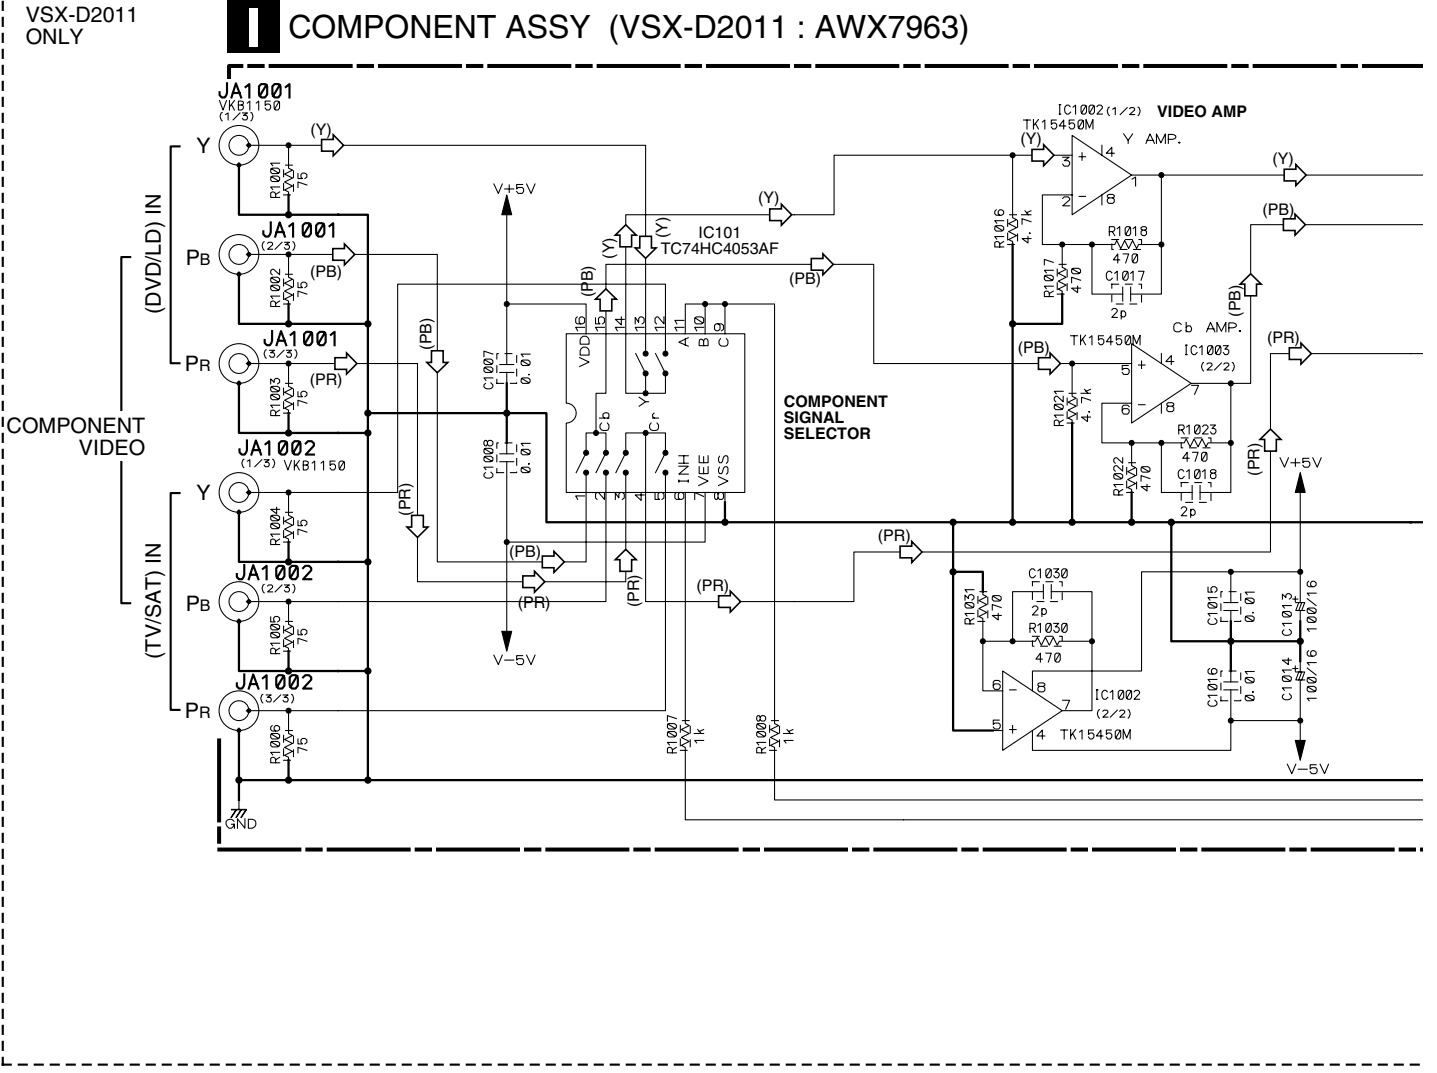 VSX-D2011
ONLY
I COMPONENT ASSY (VSX-D2011 : AWX7963)
JA1001
VKB1150
(1/3)
Y
(Y)
R1001
75
JA1001
(2/3)
PB
(PB)
R1002
75
JA1001
(3/3)
PR
(PR)
R1003
75
(DVD/LD) IN
COMPONENT
VIDEO
JA1002
(1/3) VKB1150
Y
R1004
75
JA1002
(2/3)
PB
R1005
75
JA1002
(3/3)
PR
R1006
75
(TV/SAT) IN
GND
(PB)
(PR)
V+5V
C1007
0.01
C1008
0.01
V-5V
(PB)
(PR)
(PR)
(PB)
(Y)
(Y)
(Y)
IC101
TC74HC4053AF
(PB)
16 15 14 13 12 11 10 9
VDD A B C
Y
Cb Cr
INH VEE VSS
1 2 3 4 5 6 7 8
COMPONENT
SIGNAL
SELECTOR
(PR)
(PR)
R1007
1k
R1008
1k
IC1002(1/2) VIDEO AMP
TK15450M
Y AMP.
(Y)
3 + 4
1
2 - 8
R1016
4.7k
R1017
470
R1018
470
C1017
2p
(Y)
(PB)
(PB)
(PR)
Cb AMP.
TK15450M
IC1003
(2/2)
(PB)
5 + 4
7
6 - 8
R1021
4.7k
R1022
470
R1023
470
C1018
2p
(PR)
V+5V
R1031
470
C1030
2p
R1030
470
6 - 8
7
5 + 4
IC1002
(2/2)
TK15450M
C1015
0.01
C1013
100/16
C1016
0.01
C1014
100/16
V-5V